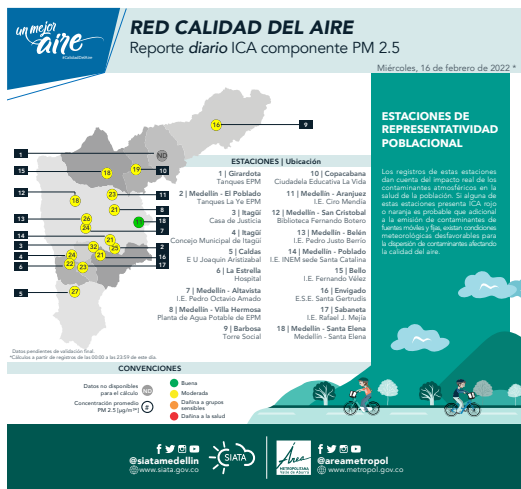 un mejor
aire
#CalidadDelAire
RED CALIDAD DEL AIRE
Reporte diario ICA componente PM 2.5
Miércoles, 16 de febrero de 2022 *
16
9
1
ND
15
18
19
10
12
18
23
11
21
8
11
18
13
26
24
7
14
21
3
32
25
2
4
24
21
16
6
22
23
17
5
27
ESTACIONES | Ubicación
1 | Girardota
Tanques EPM
2 | Medellín - El Poblado
Tanques La Ye EPM
3 | Itagüí
Casa de Justicia
4 | Itagüí
Concejo Municipal de Itagüí
5 | Caldas
E U Joaquín Aristizabal
6 | La Estrella
Hospital
7 | Medellín - Altavista
I.E. Pedro Octavio Amado
8 | Medellín - Villa Hermosa
Planta de Agua Potable de EPM
9 | Barbosa
Torre Social
10 | Copacabana
Ciudadela Educativa La Vida
11 | Medellín - Aranjuez
I.E. Ciro Mendía
12 | Medellín - San Cristobal
Biblioteca Fernando Botero
13 | Medellín - Belén
I.E. Pedro Justo Berrio
14 | Medellín - Poblado
I.E. INEM sede Santa Catalina
15 | Bello
I.E. Fernando Vélez
16 | Envigado
E.S.E. Santa Gertrudis
17 | Sabaneta
I.E. Rafael J. Mejía
18 | Medellín - Santa Elena
Medellín - Santa Elena
ESTACIONES DE
REPRESENTATIVIDAD
POBLACIONAL
Los registros de estas estaciones
dan cuenta del impacto real de los
contaminantes atmosféricos en la
salud de la población. Si alguna de
estas estaciones presenta ICA rojo
o naranja es probable que adicional
a la emisión de contaminantes de
fuentes móviles y fijas, existan condiciones
meteorológicas desfavorables para
la dispersión de contaminantes afectando
la calidad del aire.
Datos pendientes de validación final.
*Cálculos a partir de registros de las 00:00 a las 23:59 de este día.
CONVENCIONES
Datos no disponibles
para el cálculo
ND
Concentración promedio
PM 2.5 [µg/m³]
#
Buena
Moderada
Dañina a grupos
sensibles
Dañina a la salud
@siatamedellin
www.siata.gov.co
SIATA
Área
METROPOLITANA
Valle de Aburrá
@areametropol
www.metropol.gov.co